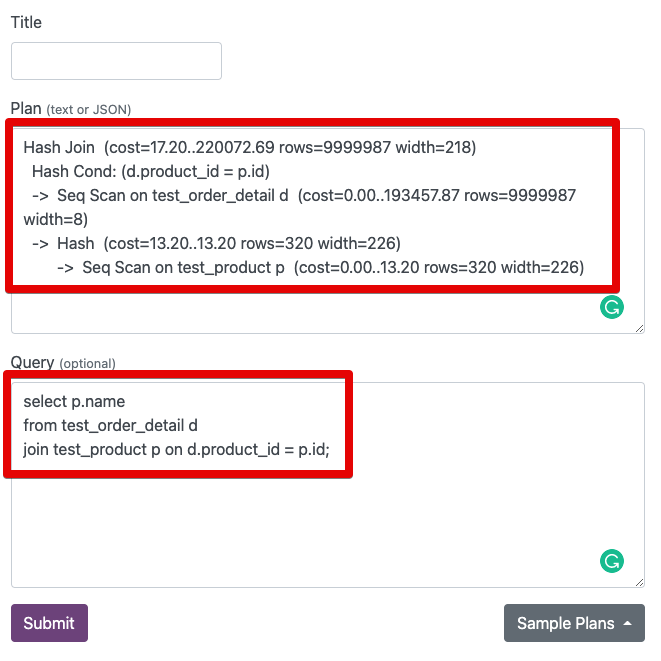 Title
Plan (text or JSON)
Hash Join  (cost=17.20..220072.69 rows=9999987 width=218)
  Hash Cond: (d.product_id = p.id)
  ->  Seq Scan on test_order_detail d  (cost=0.00..193457.87 rows=9999987
width=8)
  ->  Hash  (cost=13.20..13.20 rows=320 width=226)
        ->  Seq Scan on test_product p  (cost=0.00..13.20 rows=320 width=226)
Query (optional)
select p.name
from test_order_detail d
join test_product p on d.product_id = p.id;
Submit
Sample Plans